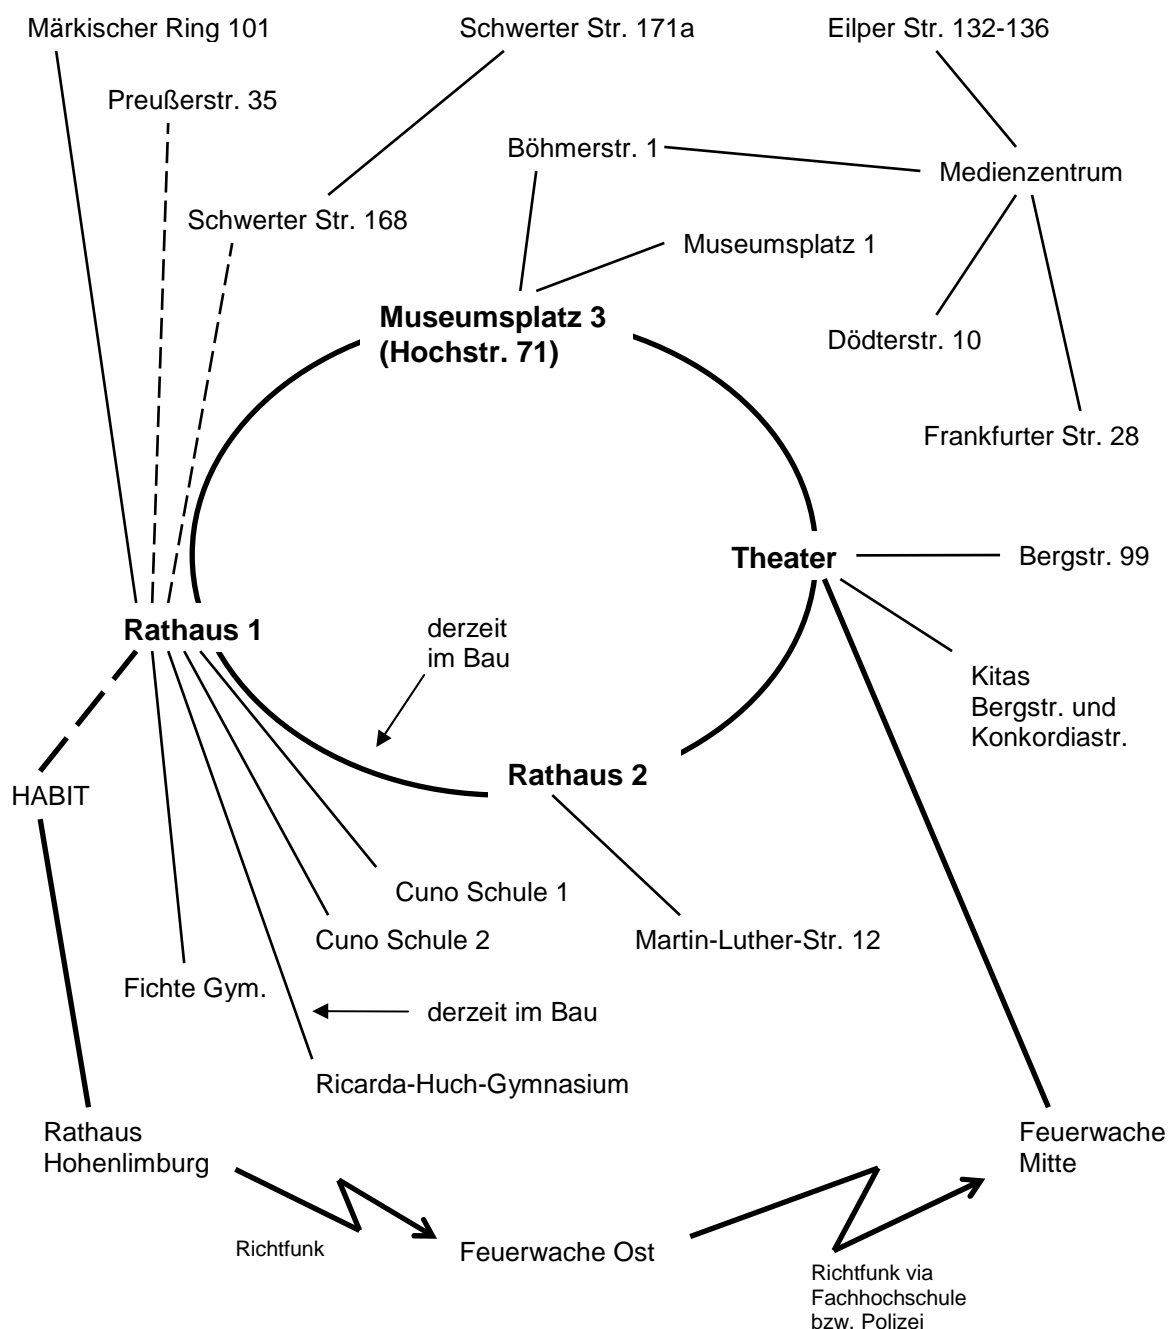 Märkischer Ring 101
Schwerter Str. 171a
Eilper Str. 132-136
Preußerstr. 35
Böhmerstr. 1
Medienzentrum
Schwerter Str. 168
Museumsplatz 1
Museumsplatz 3
(Hochstr. 71)
Dödterstr. 10
Frankfurter Str. 28
Theater
Bergstr. 99
Rathaus 1
derzeit
im Bau
Kitas
Bergstr. und
Konkordiastr.
Rathaus 2
HABIT
Cuno Schule 1
Cuno Schule 2
Martin-Luther-Str. 12
Fichte Gym.
derzeit im Bau
Ricarda-Huch-Gymnasium
Rathaus
Hohenlimburg
Feuerwache
Mitte
Richtfunk
Feuerwache Ost
Richtfunk via
Fachhochschule
bzw. Polizei